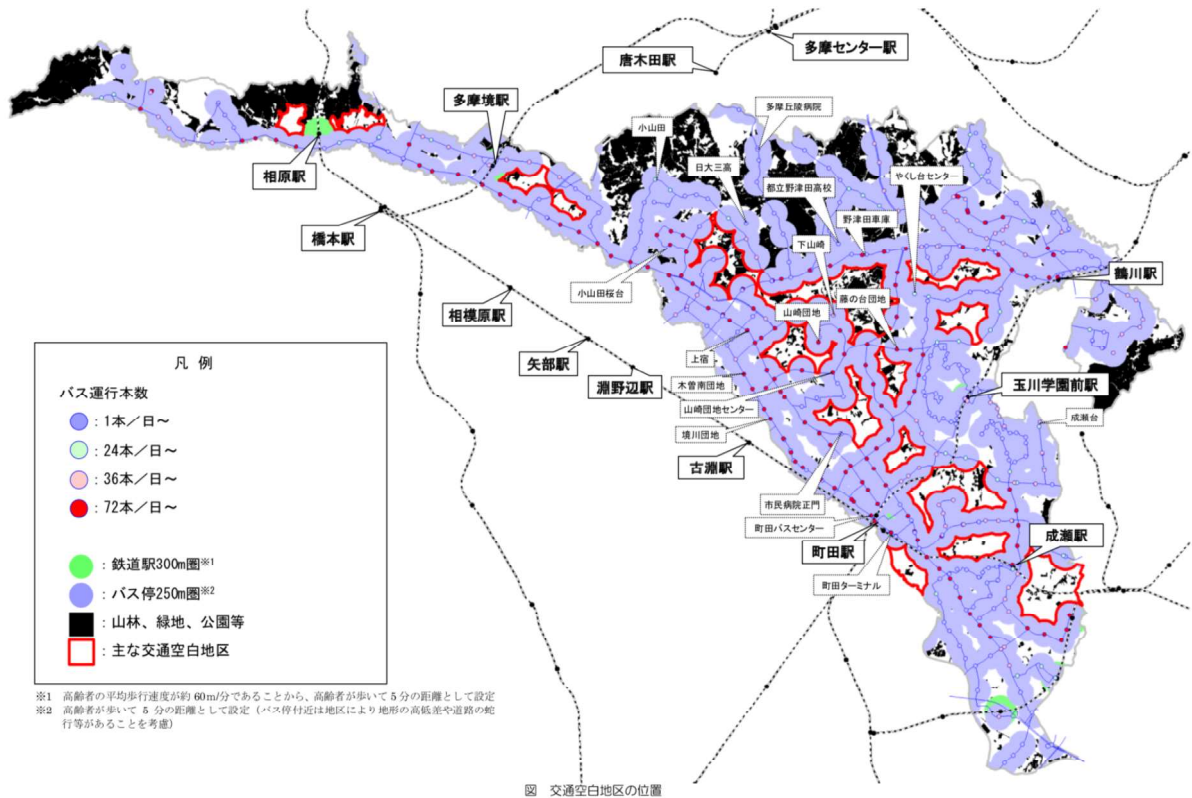 多摩センター駅
唐木田駅
多摩境駅
多摩丘陵病院
小山田
日大三高
都立野津田高校
やくし台センタ…
相原駅
野津田車庫
橋本駅
下山崎
鶴川駅
小山田桜台
藤の台団地
相模原駅
山崎団地
矢部駅
上宿
淵野辺駅
木曽南団地
玉川学園前駅
山崎団地センター
成瀬台
境川団地
古淵駅
市民病院正門
町田バスセンター
成瀬駅
町田駅
町田ターミナル
凡 例
バス運行本数
：1本／日～
：24本／日～
：36本／日～
：72本／日～
：鉄道駅300m圏※1
：バス停250m圏※2
：山林、緑地、公園等
：主な交通空白地区
※1 高齢者の平均歩行速度が約 60m/分であることから、高齢者が歩いて5分の距離として設定
※2 高齢者が歩いて 5 分の距離として設定（バス停付近は地区により地形の高低差や道路の蛇
行等があることを考慮）
図 交通空白地区の位置